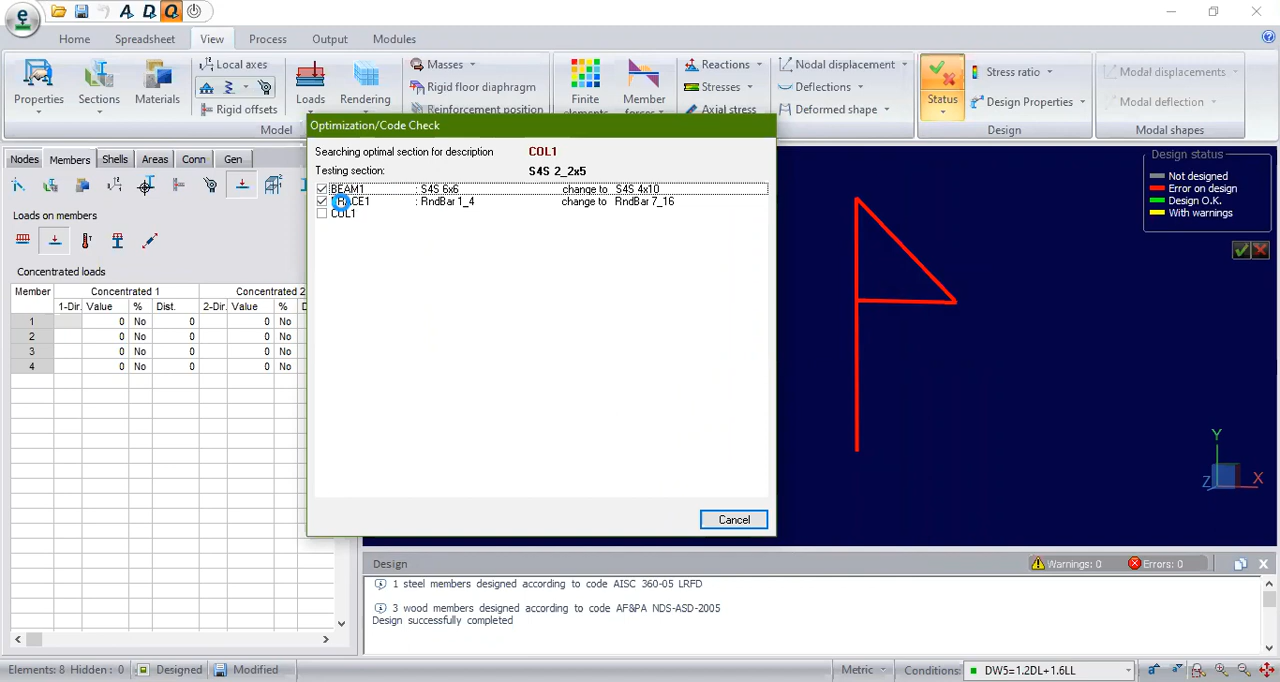 Home Spreadsheet View Process Output Modules
Properties Sections Materials
Local axes
Rigid offsets
Loads Rendering
Masses
Rigid floor diaphragm
Reinforcement position
Finite elements
Member forces
Reactions
Stresses
Axial stress
Nodal displacement
Deflections
Deformed shape
Status
Stress ratio
Design Properties
Modal displacements
Modal deflection
Model Design Modal shapes
Nodes Members Shells Areas Conn Gen
Loads on members
Concentrated loads
Member Concentrated 1 Concentrated 2
1-Dir. Value % Dist. 2-Dir. Value %
1 0 No 0 0 No
2 0 No 0 0 No
3 0 No 0 0 No
4 0 No 0 0 No
Optimization/Code Check
Searching optimal section for description COL1
Testing section: S4S 2_2x5
BEAM1 : S4S 6x6 change to S4S 4x10
BRACE1 : RndBar 1_4 change to RndBar 7_16
COL1
Cancel
Design status
Not designed
Error on design
Design O.K.
With warnings
Y
Z X
Design Warnings: 0 Errors: 0
1 steel members designed according to code AISC 360-05 LRFD
3 wood members designed according to code AF&PA NDS-ASD-2005
Design successfully completed
Elements: 8 Hidden : 0 Designed Modified Metric Conditions: DW5=1.2DL+1.6LL